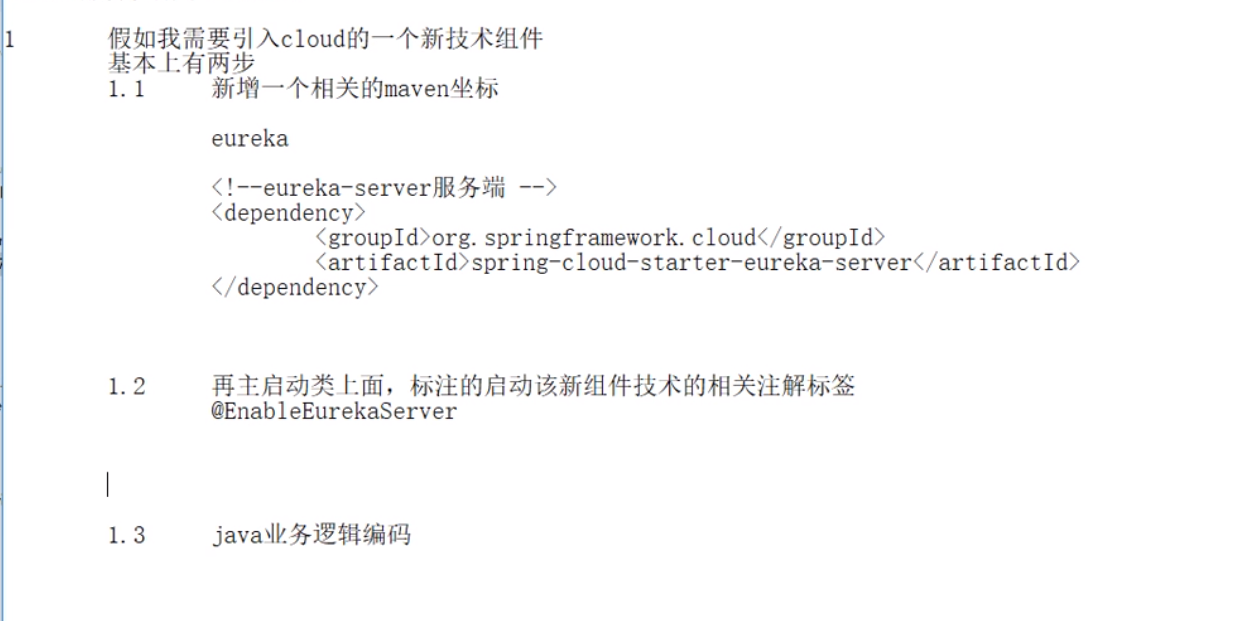 1 假如我需要引入cloud的一个新技术组件
基本上有两步
1.1 新增一个相关的maven坐标
eureka
<!--eureka-server服务端 -->
<dependency>
<groupId>org.springframework.cloud</groupId>
<artifactId>spring-cloud-starter-eureka-server</artifactId>
</dependency>
1.2 再主启动类上面，标注的启动该新组件技术的相关注解标签
@EnableEurekaServer
1.3 java业务逻辑编码